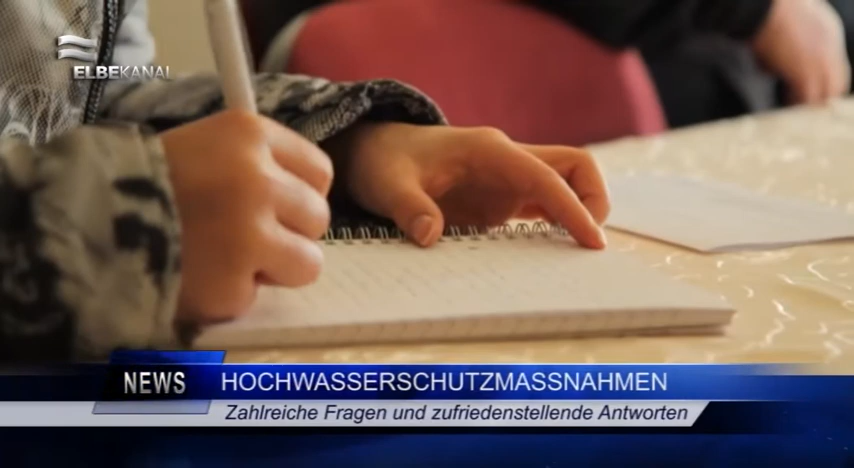 ELBEKANAL
NEWS HOCHWASSERSCHUTZMASSNAHMEN
Zahlreiche Fragen und zufriedenstellende Antworten